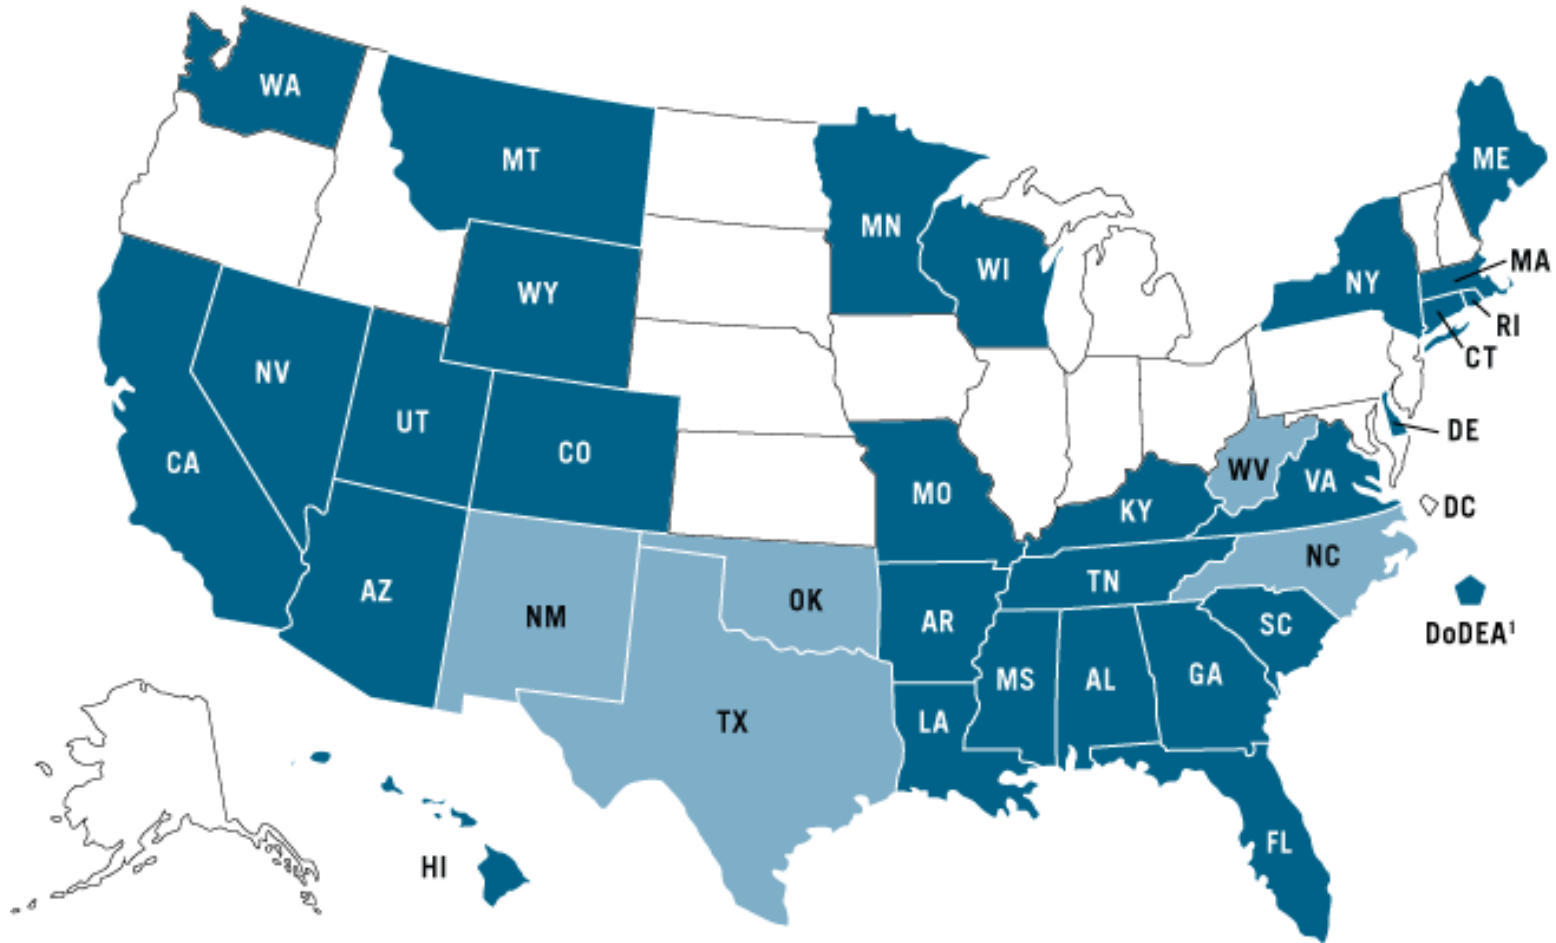 WA
MT
ME
MN
WI
NY
MA
WY
RI
CT
NV
UT
CO
DE
CA
MO
KY
WV
VA
DC
AZ
NM
OK
AR
TN
NC
SC
DoDEA¹
TX
LA
MS
AL
GA
HI
FL